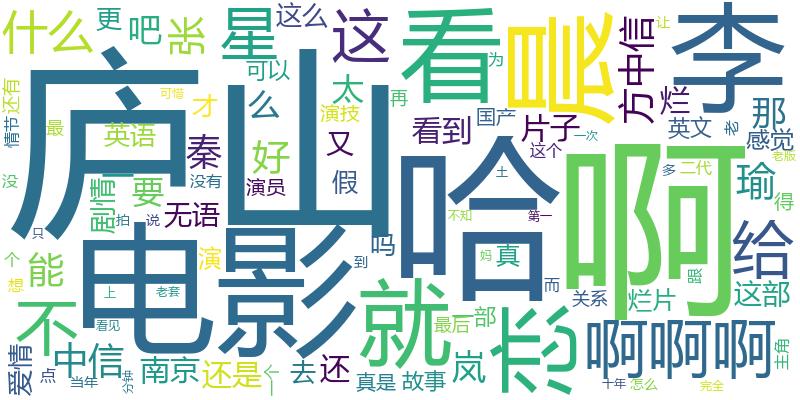 什么
更
吧
张
星
这么
这
看
晨
方中信
李
让
可以
为
还有
可惜
才
么
太
再
烂
那
庐山
演技
国产
片子
一次
情节
最
英语
秦
好
又
看到
英文
老
感觉
哈
啊
这个
老版
没
剧情
要
没有
演员
假
土
多
二代
瑜
得
无语
不知
第一
只
拍
说
电影
吗
真
妈
跟
给
个
能
演
到
而
想
上
老套
就
恋
关系
烂片
这部
不
看见
最后
一部
啊啊啊
爱情
中信
南京
还是
个
去
还
岚
主角
点
当年
分钟
真是
故事
十年
怎么
完全